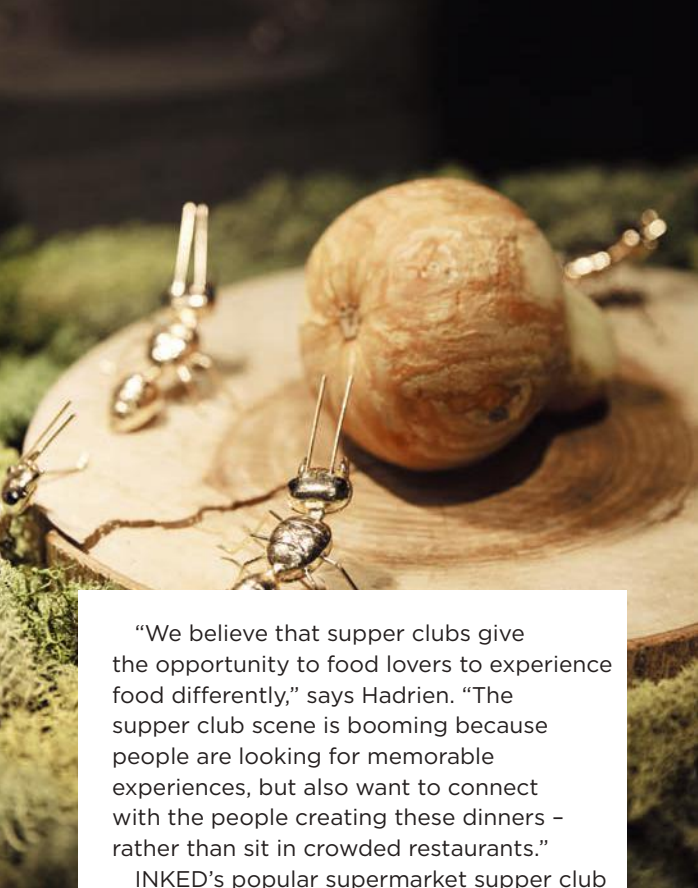 “We believe that supper clubs give
the opportunity to food lovers to experience
food differently,” says Hadrien. “The
supper club scene is booming because
people are looking for memorable
experiences, but also want to connect
with the people creating these dinners –
rather than sit in crowded restaurants.”
INKED’s popular supermarket supper club